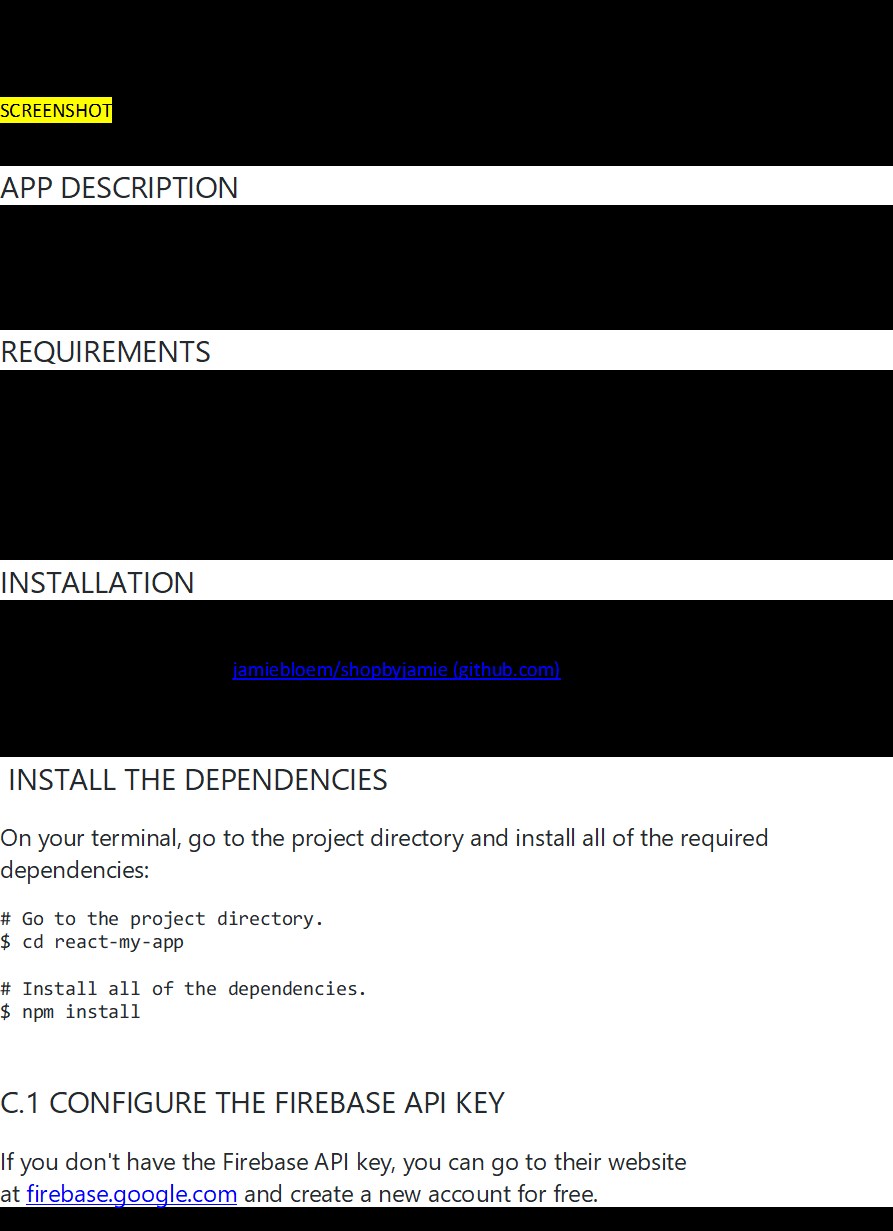 SCREENSHOT
APP DESCRIPTION
REQUIREMENTS
INSTALLATION
jamiebloem/shopbyjamie (github.com)
INSTALL THE DEPENDENCIES
On your terminal, go to the project directory and install all of the required
dependencies:
# Go to the project directory.
$ cd react-my-app
# Install all of the dependencies.
$ npm install
C.1 CONFIGURE THE FIREBASE API KEY
If you don't have the Firebase API key, you can go to their website
at firebase.google.com and create a new account for free.